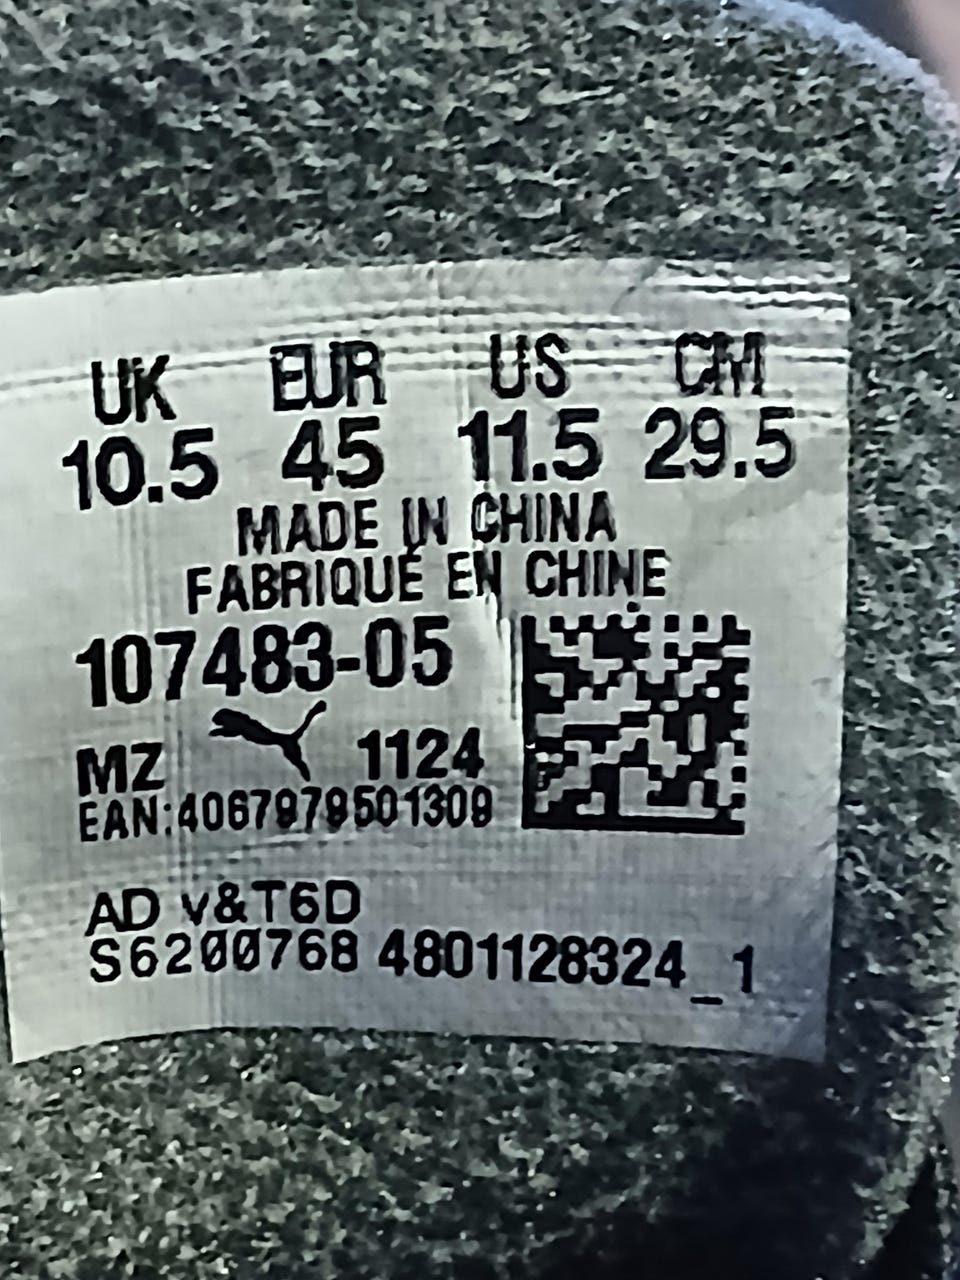 UK EUR US CM
10.5 45 11.5 29.5
MADE IN CHINA
FABRIQUÉ EN CHINE
107483-05
MZ 1124
EAN:4067979501309
AD v&T6D
S6200768 4801128324_1